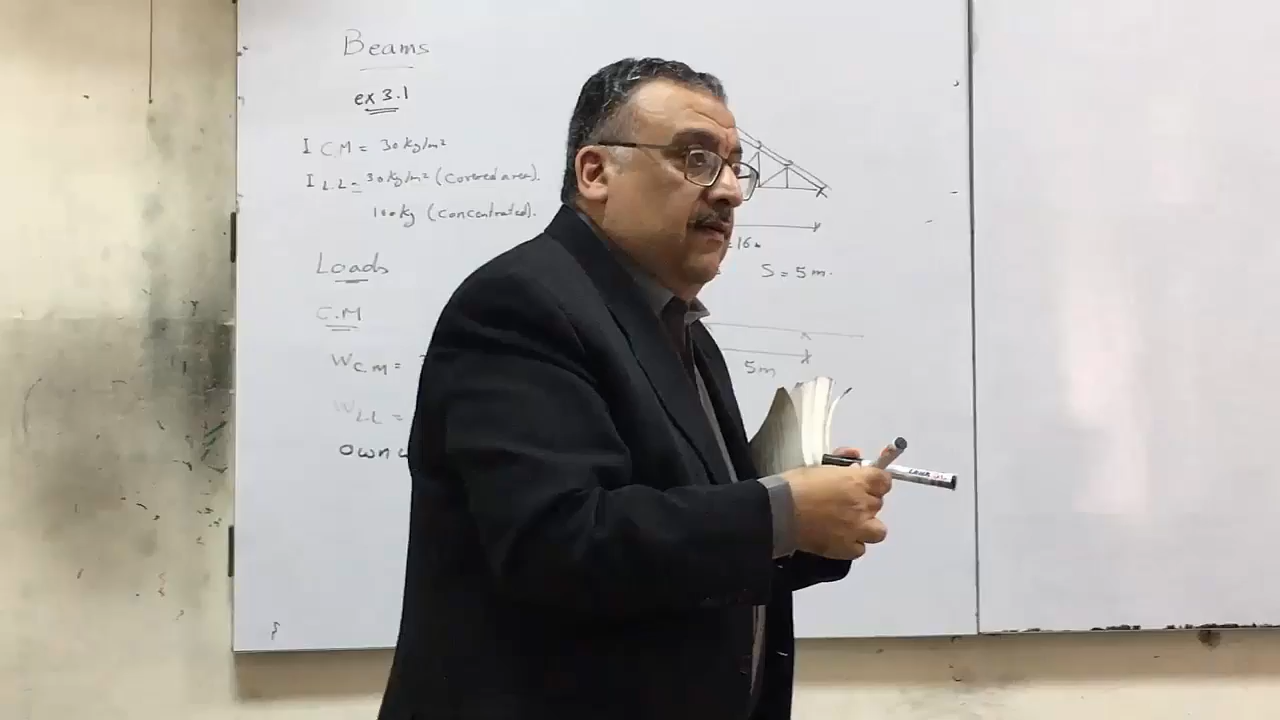 Beams
ex 3.1
I C.M = 30 kg/m²
I L.L = 30 kg/m² (Covered area).
100 kg (concentrated).
= 16 m
S = 5 m.
Loads
C.M
5 m
W C.M =
W L.L =
own w